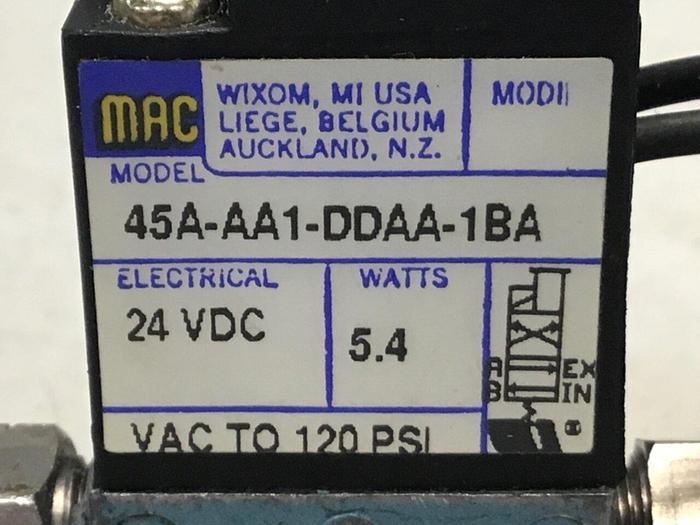 MAC
WIXOM, MI USA
LIEGE, BELGIUM
AUCKLAND, N.Z.
MODEL
45A-AA1-DDAA-1BA
ELECTRICAL
24 VDC
WATTS
5.4
A EX
B IN
VAC TO 120 PSI